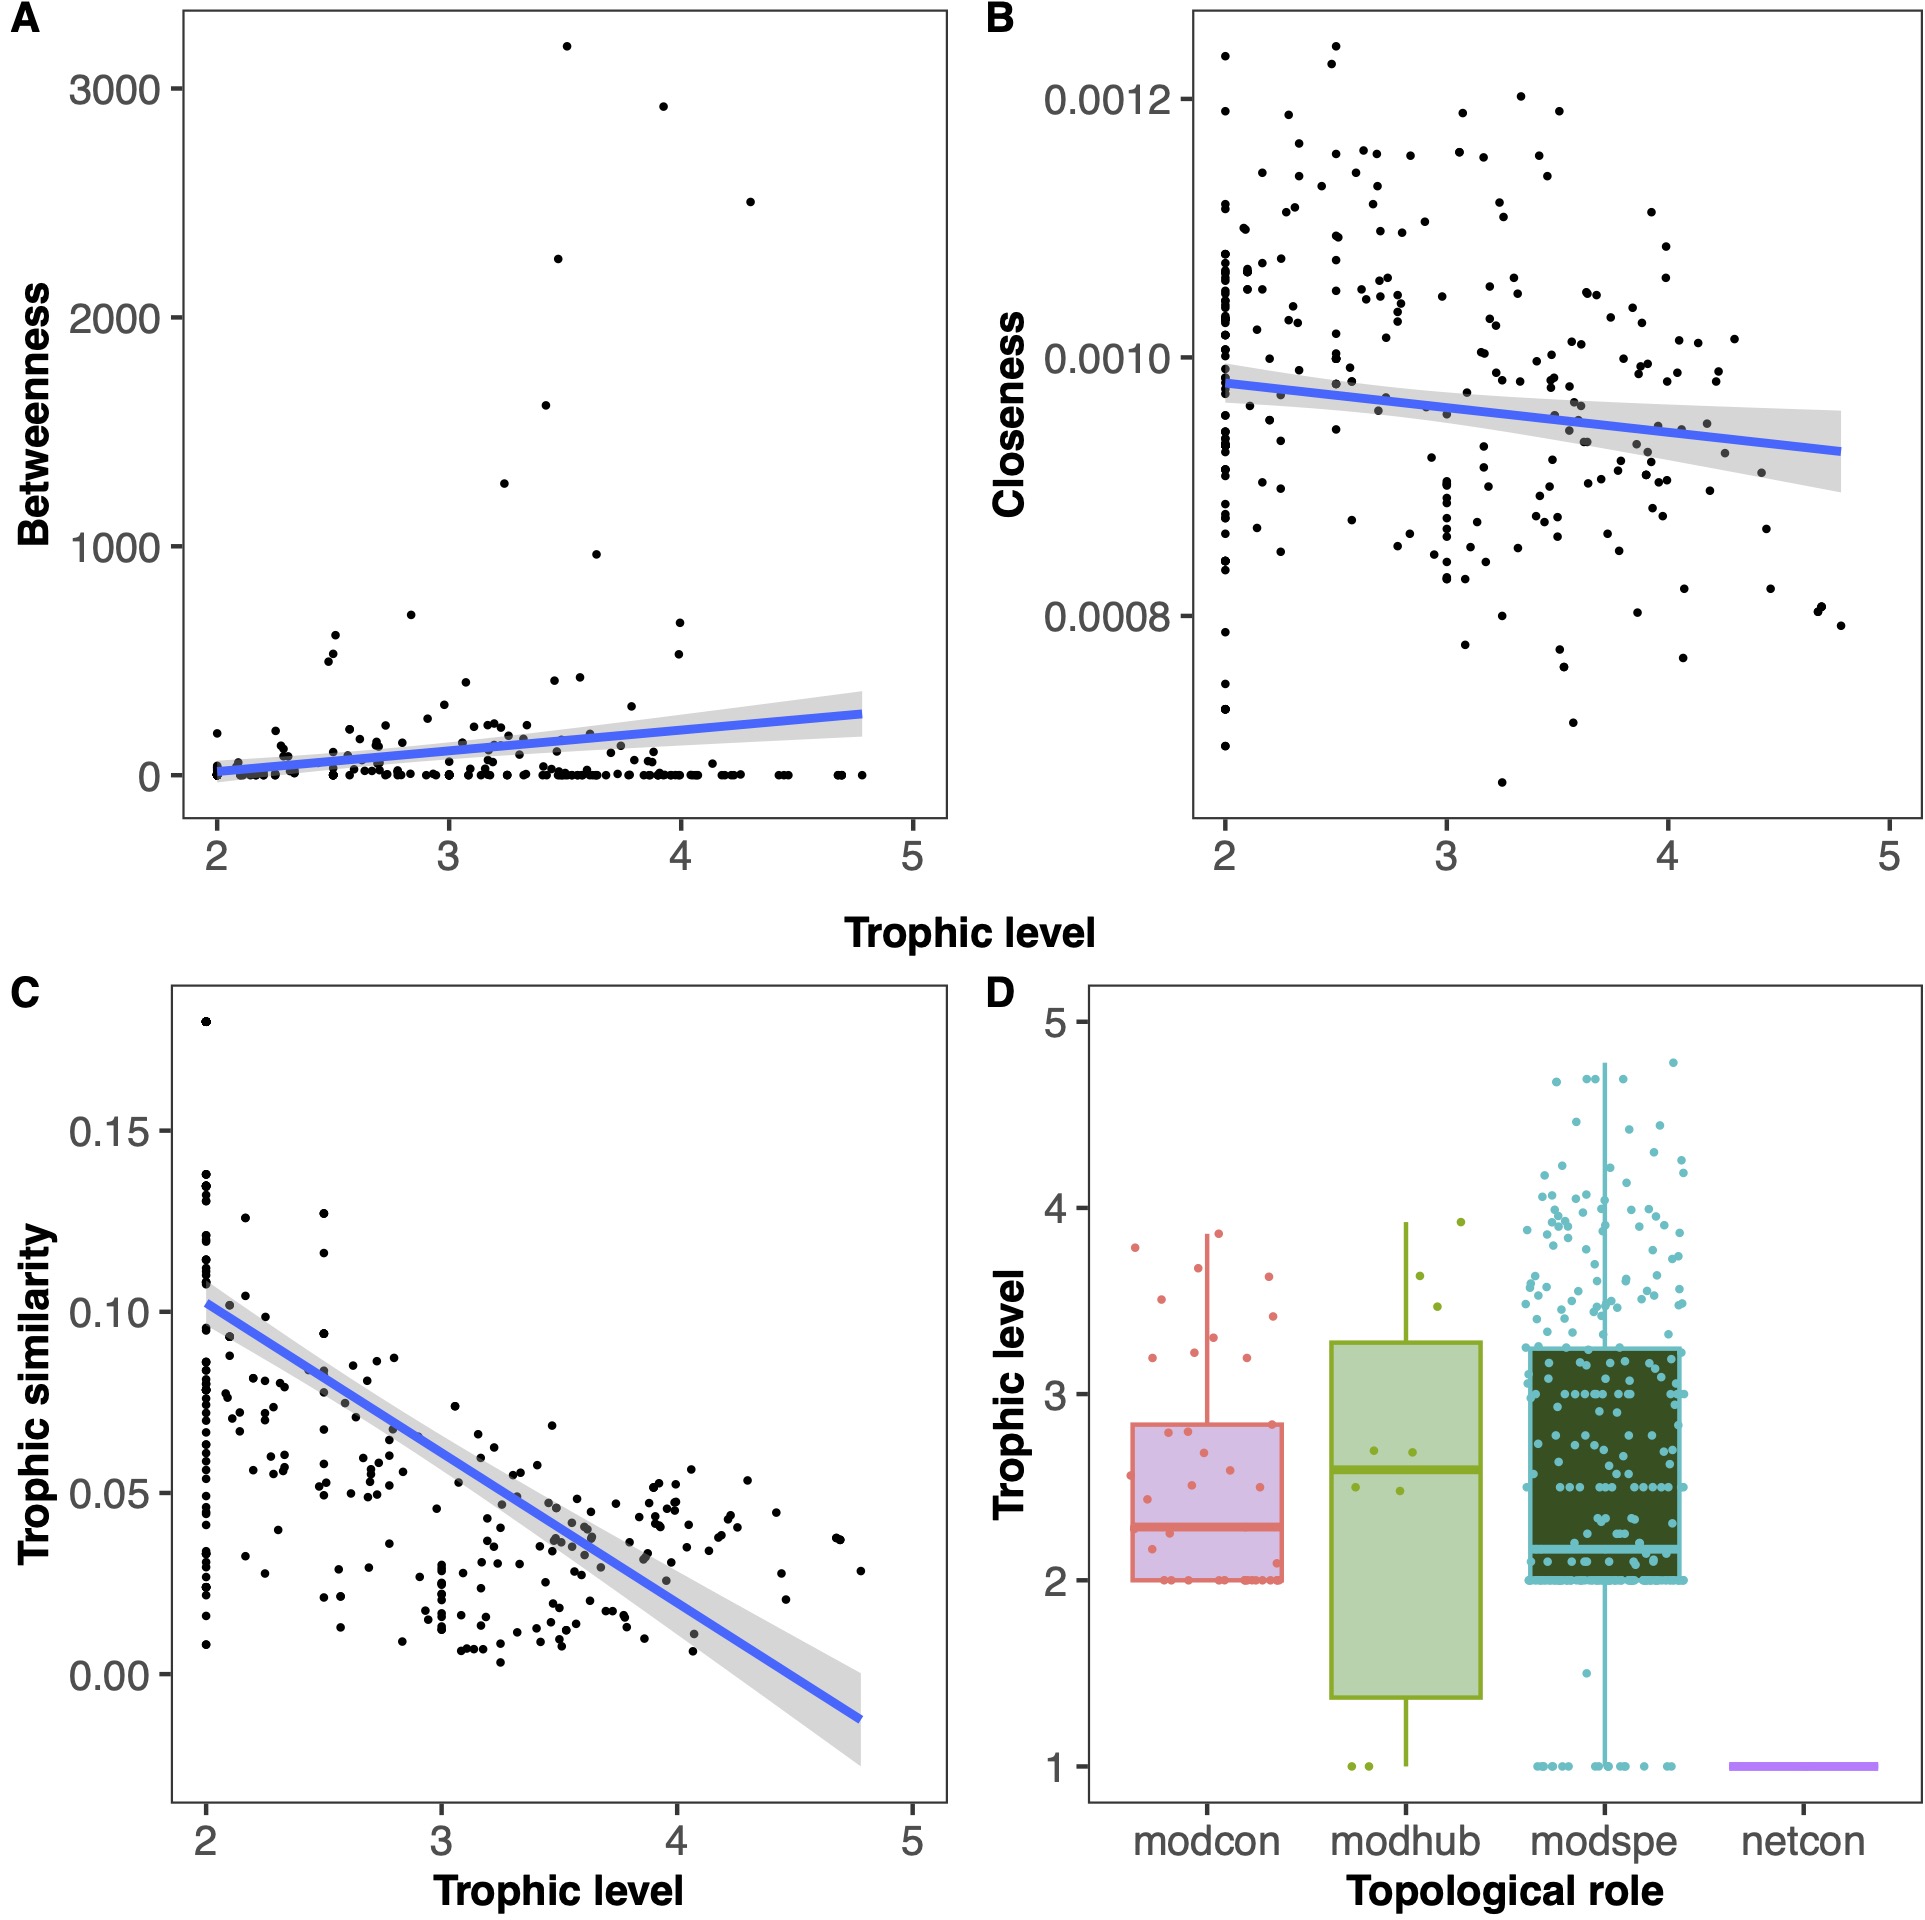 A
Betweenness
3000
2000
1000
0
2 3 4 5
B
Closeness
0.0012
0.0010
0.0008
2 3 4 5
Trophic level
C
Trophic similarity
0.15
0.10
0.05
0.00
2 3 4 5
Trophic level
D
Trophic level
5
4
3
2
1
modcon modhub modspe netcon
Topological role